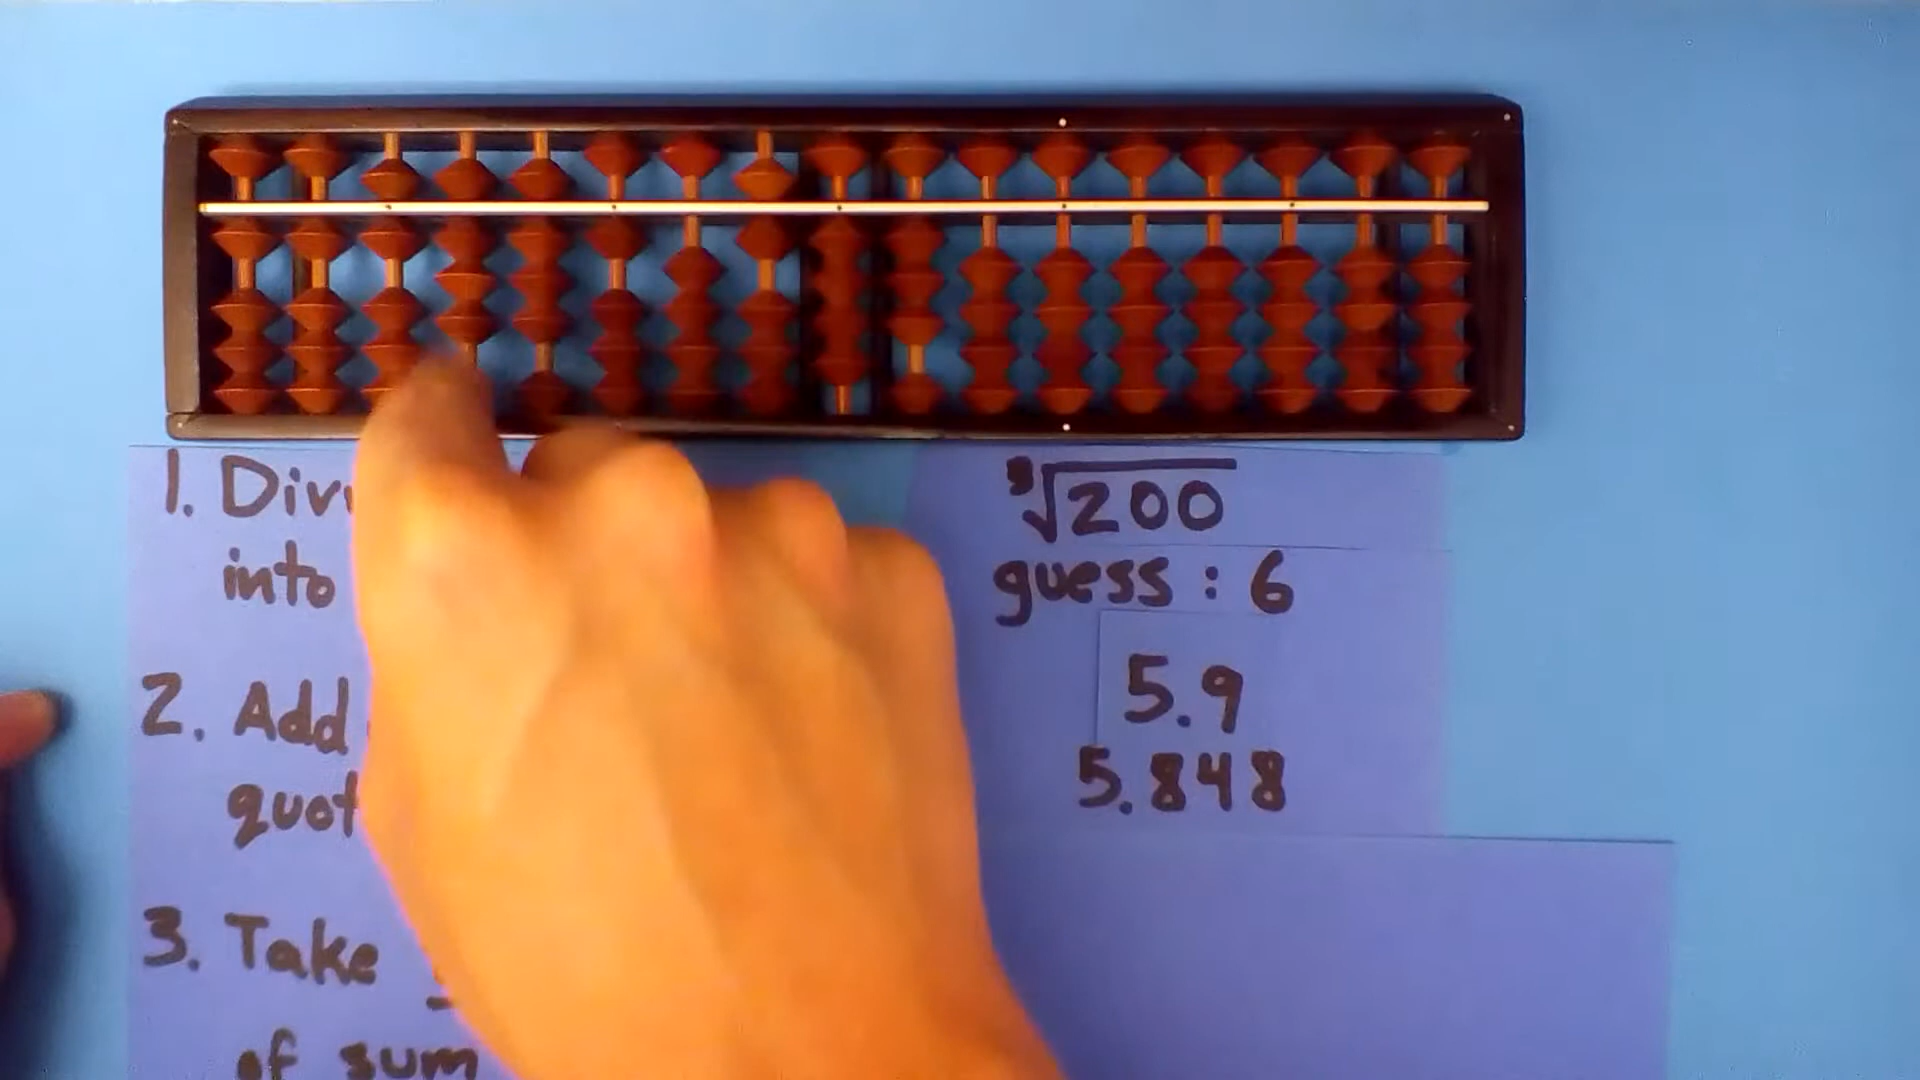 1. Div
into
2. Add
quot
3. Take
of sum
3√200
guess : 6
5.9
5.848